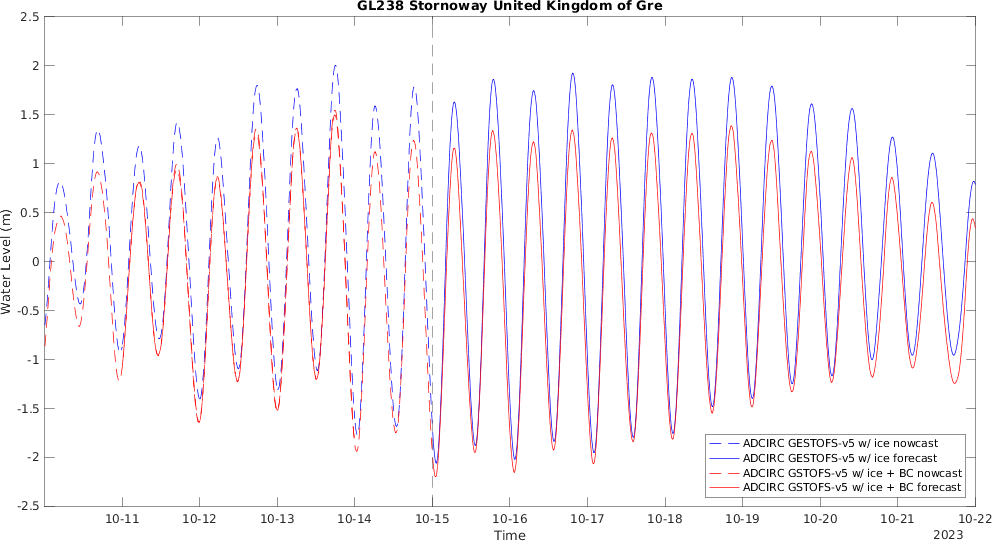 GL238 Stornoway United Kingdom of Gre
2.5
2
1.5
1
0.5
0
-0.5
-1
-1.5
-2
-2.5
Water Level (m)
10-11 10-12 10-13 10-14 10-15 10-16 10-17 10-18 10-19 10-20 10-21 10-22
Time
2023
ADCIRC GESTOFS-v5 w/ ice nowcast
ADCIRC GESTOFS-v5 w/ ice forecast
ADCIRC GSTOFS-v5 w/ ice + BC nowcast
ADCIRC GSTOFS-v5 w/ ice + BC forecast